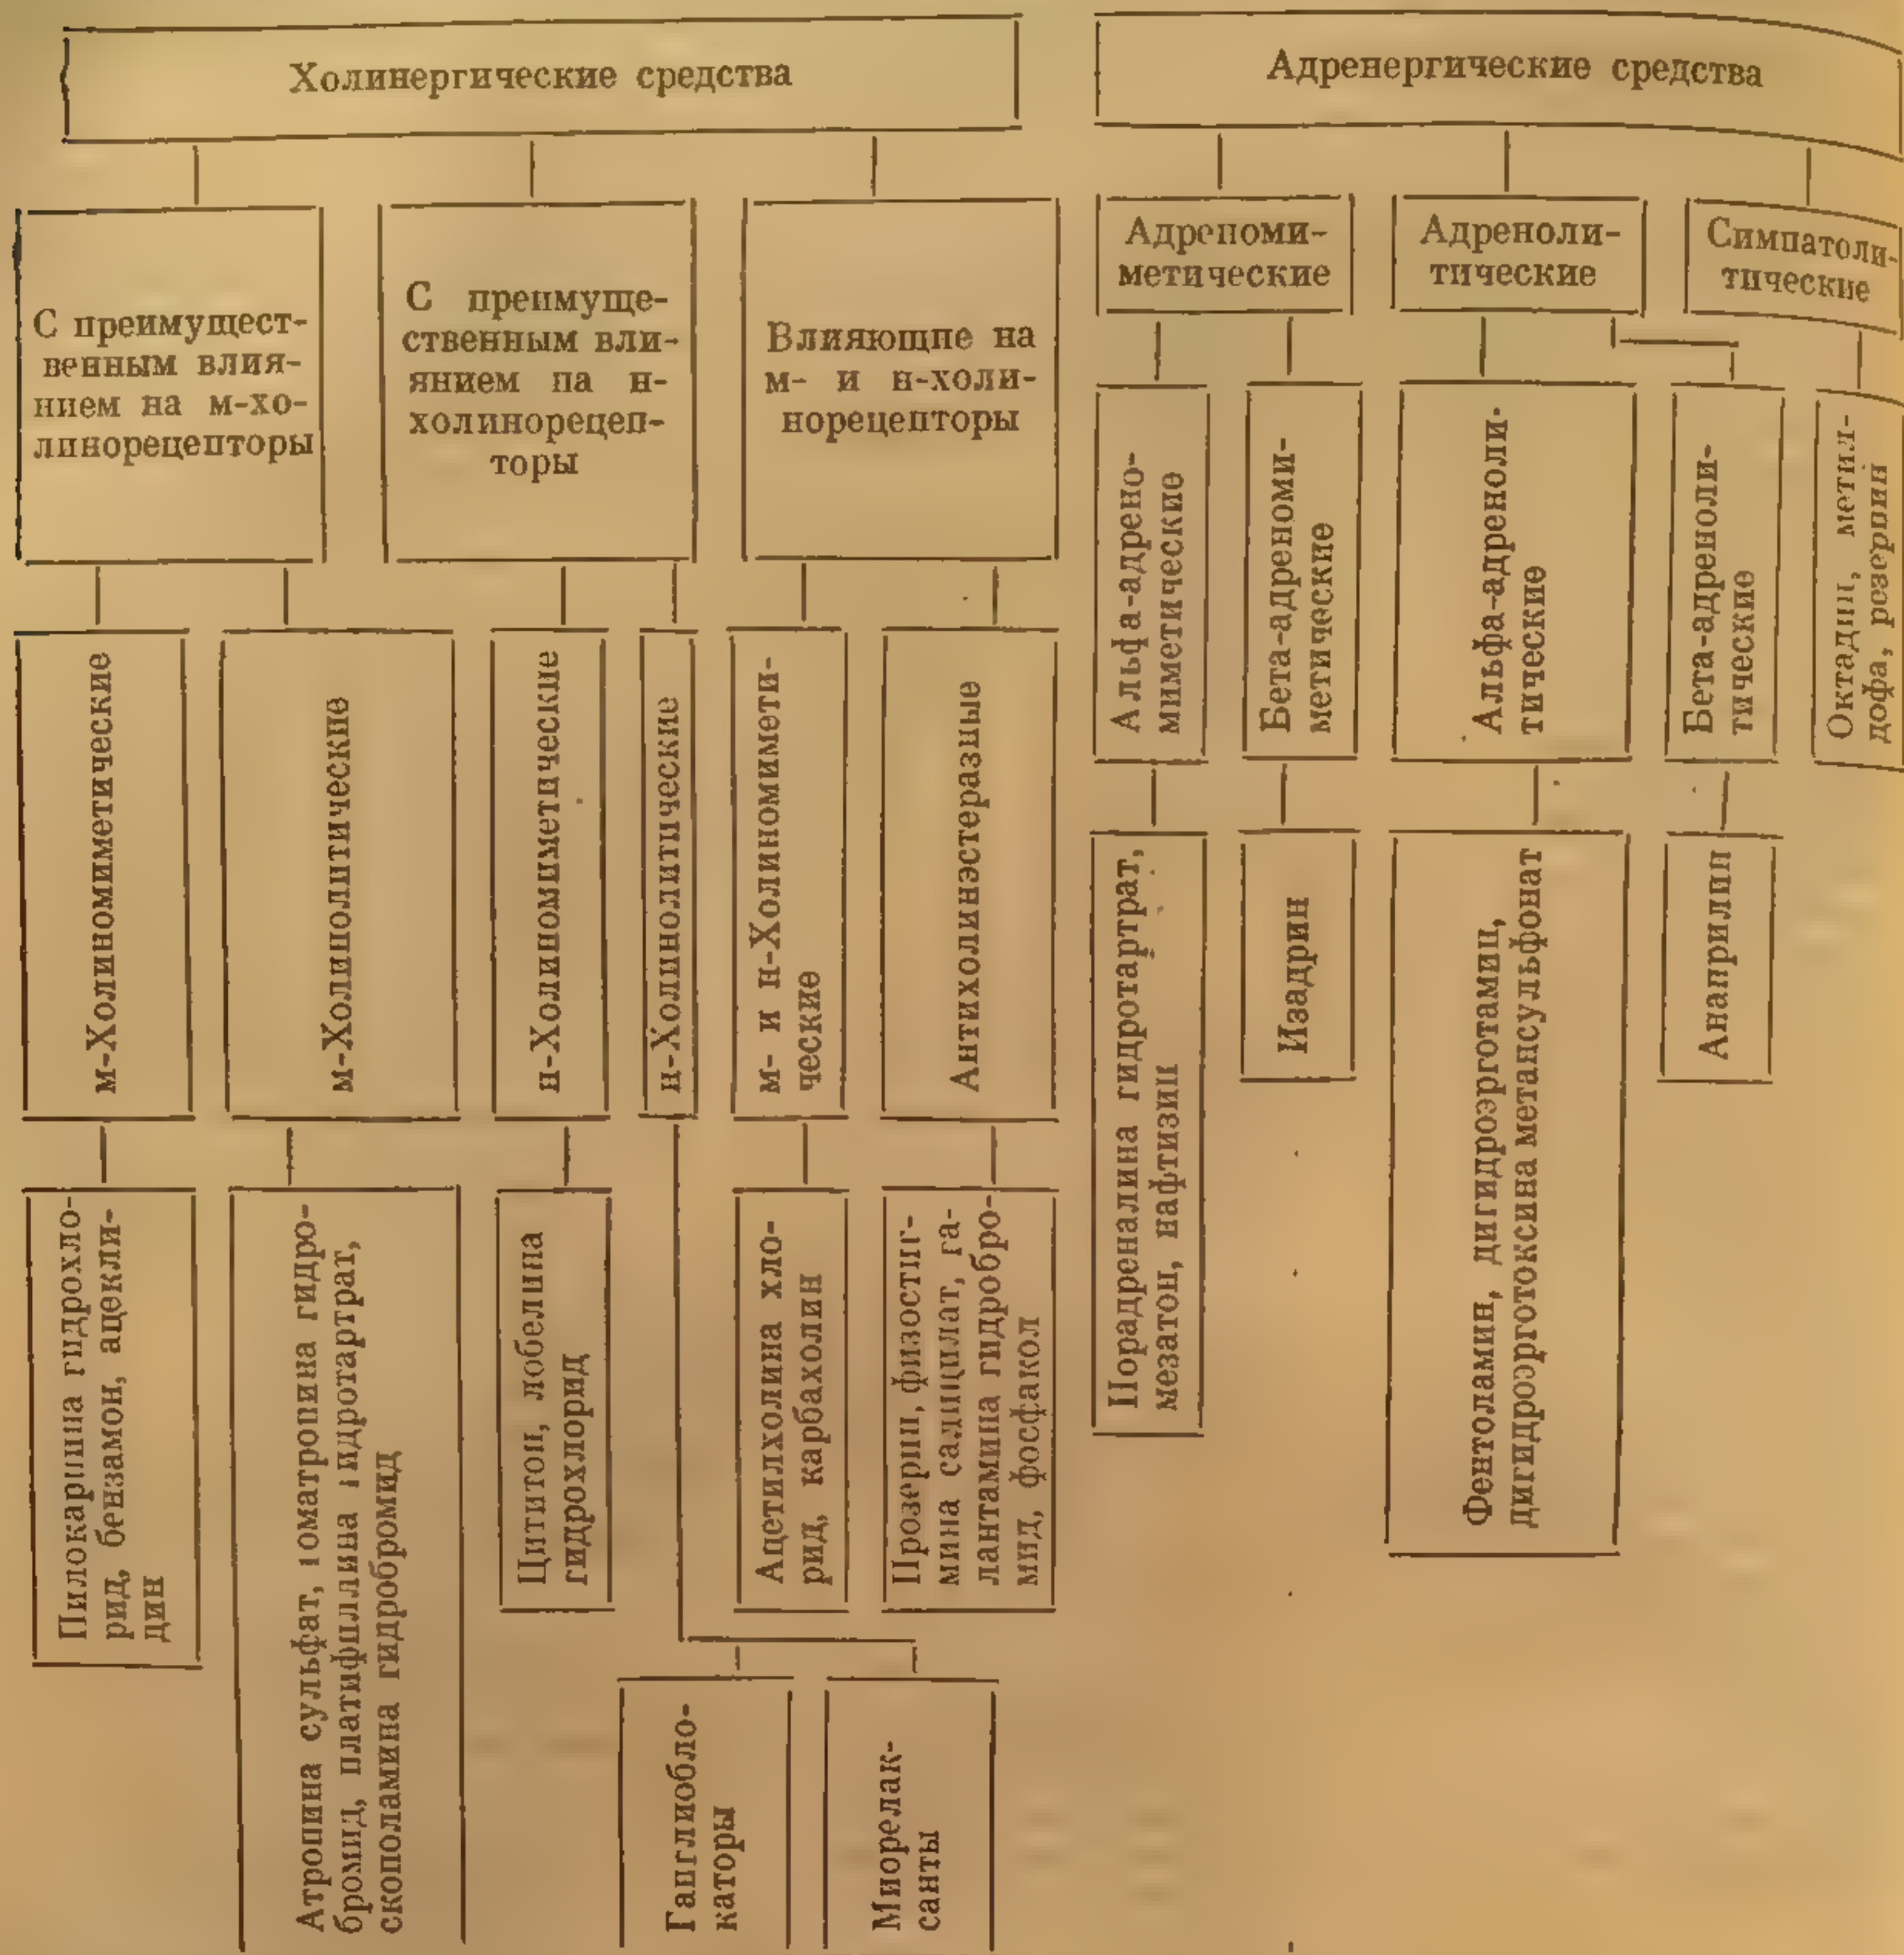 Холинергические средства
Адренергические средства
С преимущест-
венным влия-
нием на м-хо-
линорецепторы
С преимуще-
ственным вли-
янием на н-
холинорецеп-
торы
Влияющие на
м- и н-холи-
норецепторы
Адреноми-
метические
Адреноли-
тические
Симпатоли-
тические
Альфа-адрено-
миметические
Бета-адреноми-
метические
Альфа-адреноли-
тические
Бета-адреноли-
тические
Октадин, метил-
дофа, резерпин
м-Холиномиметические
м-Холинолитические
н-Холиномиметические
н-Холинолитические
м- и н-Холиномимети-
ческие
Антихолинэстеразные
Норадреналина гидротартрат,
мезатон, нафтизин
Изадрин
Фентоламин, дигидроэрготамин,
дигидроэрготоксина метансульфонат
Анаприлин
Пилокарпина гидрохло-
рид, бензамон, ацекли-
дин
Атропина сульфат, гоматропина гидро-
бромид, платифиллина гидротартрат,
скополамина гидробромид
Цититон, лобелина
гидрохлорид
Ацетилхолина хло-
рид, карбахолин
Прозерин, физостиг-
мина салицилат, га-
лантамина гидробро-
мид, фосфакол
Ганглиобло-
каторы
Миорелак-
санты